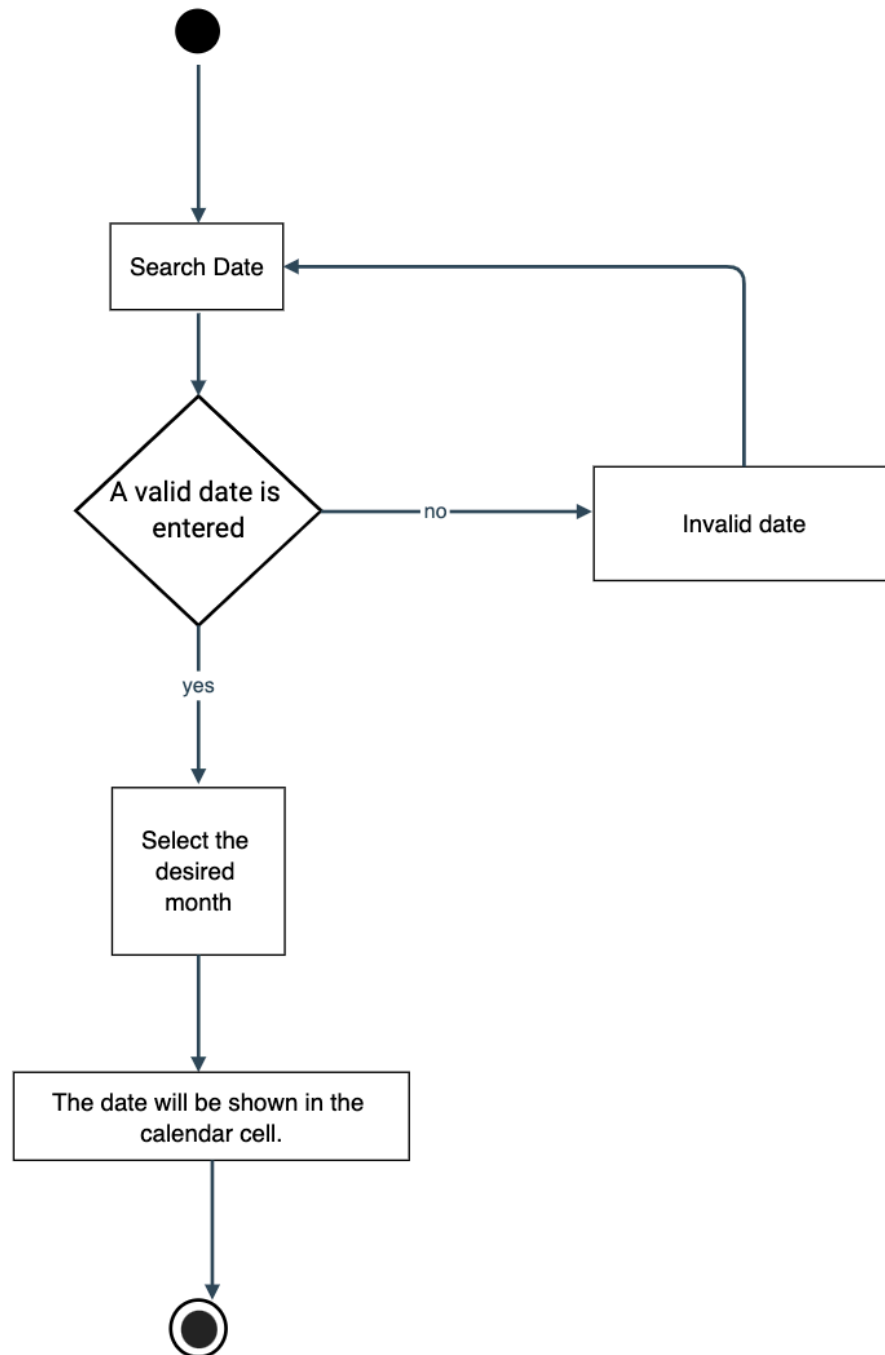 Search Date
A valid date is
entered
no
Invalid date
yes
Select the
desired
month
The date will be shown in the
calendar cell.